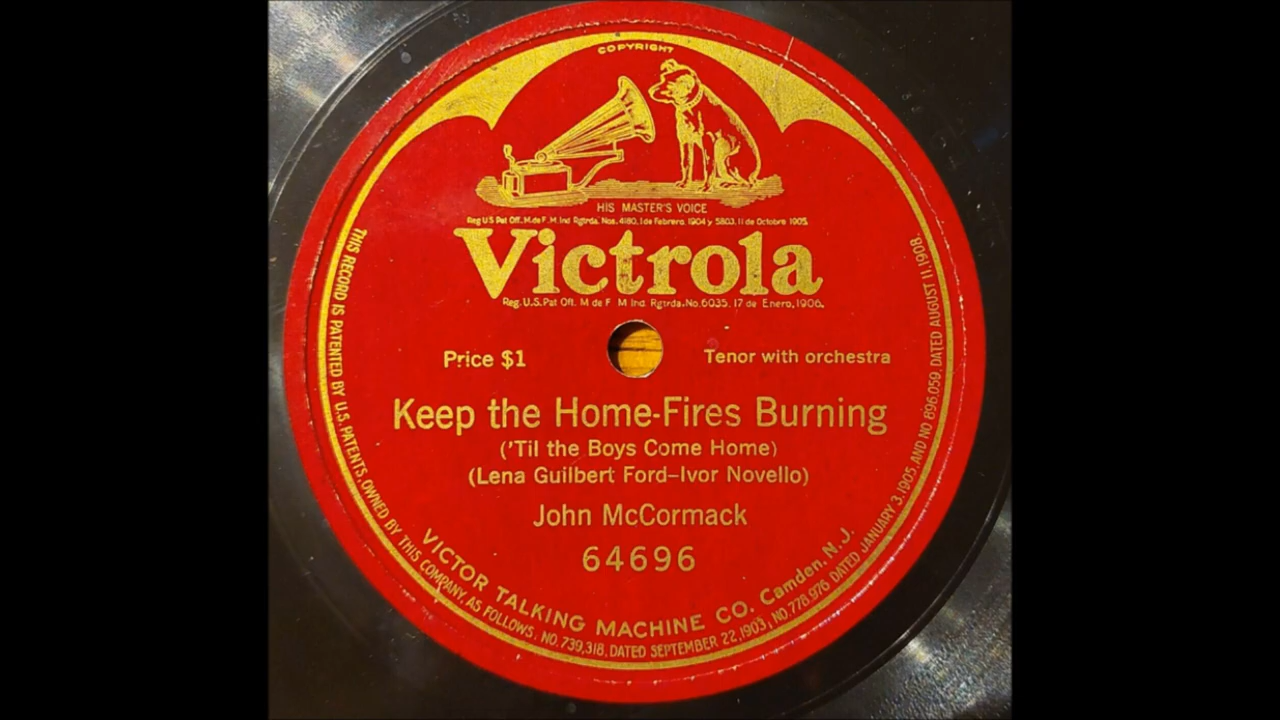 COPYRIGHT
HIS MASTER'S VOICE
Reg. U.S. Pat. Off. M. de F. M. Ind. Rgtrda. Nos. 4180, 1 de Febrero, 1904 y 5803, 11 de Octobre 1905.
Victrola
Reg. U.S. Pat. Off. M de F M Ind. Rgtrda. No. 6035. 17 de Enero, 1906.
Price $1
Tenor with orchestra
Keep the Home-Fires Burning
('Til the Boys Come Home)
(Lena Guilbert Ford–Ivor Novello)
John McCormack
64696
VICTOR TALKING MACHINE CO. Camden, N.J.
THIS RECORD IS PATENTED BY U.S. PATENTS, OWNED BY THIS COMPANY, AS FOLLOWS, NO. 739,318, DATED SEPTEMBER 22, 1903, NO. 778,976 DATED JANUARY 3, 1905, AND NO 896,059, DATED AUGUST 11, 1908.